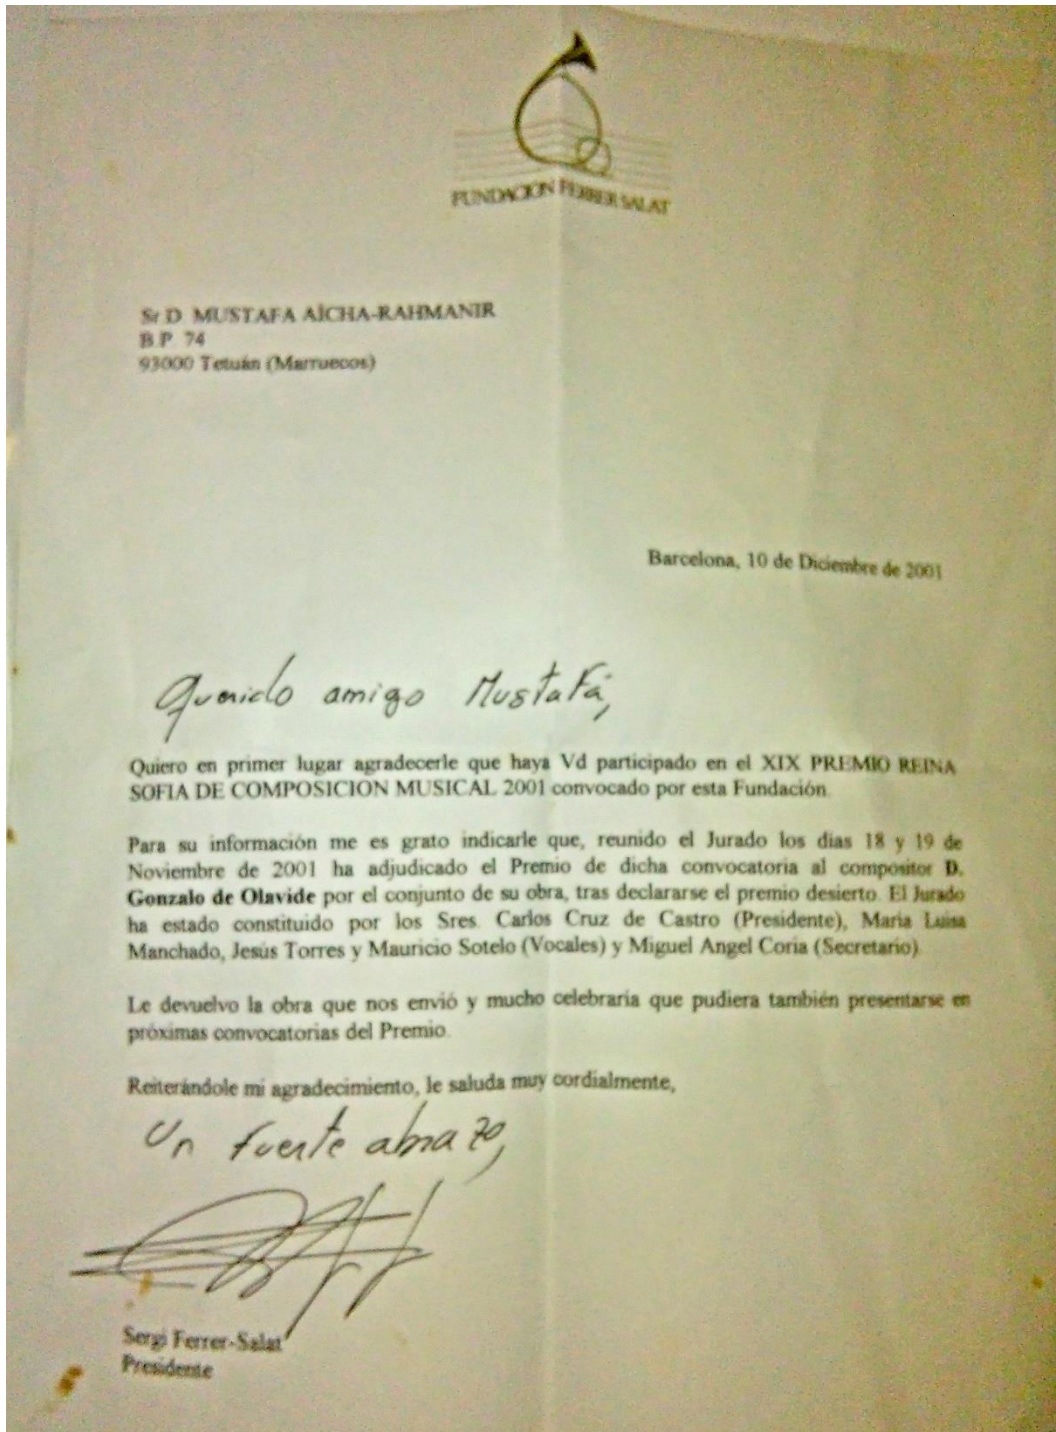 FUNDACION FERRER SALAT
Sr D MUSTAFA AÍCHA-RAHMANIR
B.P 74
93000 Tetuán (Marruecos)
Barcelona, 10 de Diciembre de 2001
Querido amigo Mustafá,
Quiero en primer lugar agradecerle que haya Vd participado en el XIX PREMIO REINA
SOFIA DE COMPOSICION MUSICAL 2001 convocado por esta Fundación.
Para su información me es grato indicarle que, reunido el Jurado los días 18 y 19 de
Noviembre de 2001 ha adjudicado el Premio de dicha convocatoria al compositor D.
Gonzalo de Olavide por el conjunto de su obra, tras declararse el premio desierto. El Jurado
ha estado constituido por los Sres. Carlos Cruz de Castro (Presidente), María Luisa
Manchado, Jesús Torres y Mauricio Sotelo (Vocales) y Miguel Angel Coria (Secretario).
Le devuelvo la obra que nos envió y mucho celebraría que pudiera también presentarse en
próximas convocatorias del Premio.
Reiterándole mi agradecimiento, le saluda muy cordialmente,
Un fuerte abrazo,
Sergi Ferrer-Salat
Presidente